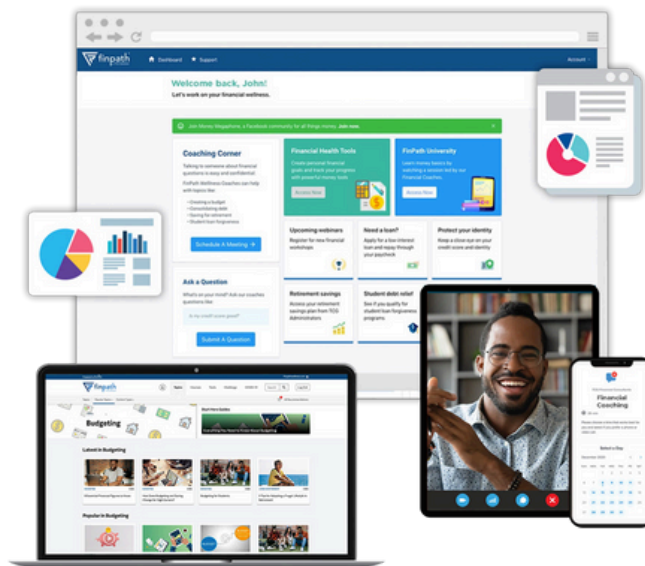 finpath
Dashboard
Support
Account
Welcome back, John!
Let's work on your financial wellness.
Join Money Megaphone, a Facebook community for all things money. Join now.
Coaching Corner
Talking to someone about financial
questions is easy and confidential.
FinPath Wellness Coaches can help
with topics like:
• Creating a budget
• Consolidating debt
• Saving for retirement
• Student loan forgiveness
Schedule A Meeting →
Financial Health Tools
Create personal financial
goals and track your progress
with powerful money tools
Access Now
FinPath University
Learn money basics by
watching a session led by our
Financial Coaches.
Access Now
Upcoming webinars
Register for new financial
workshops
Need a loan?
Apply for a low interest
loan and repay through
your paycheck
Protect your identity
Keep a close eye on your
credit score and identity
Ask a Question
What's on your mind? Ask our coaches
questions like:
Is my credit score good?
Submit A Question
Retirement savings
Access your retirement
savings plan from TCG
Administrators
Student debt relief
See if you qualify for
student loan forgiveness
programs.
finpath
Budgeting
Latest in Budgeting
Popular in Budgeting
Financial
Coaching
Select a Day